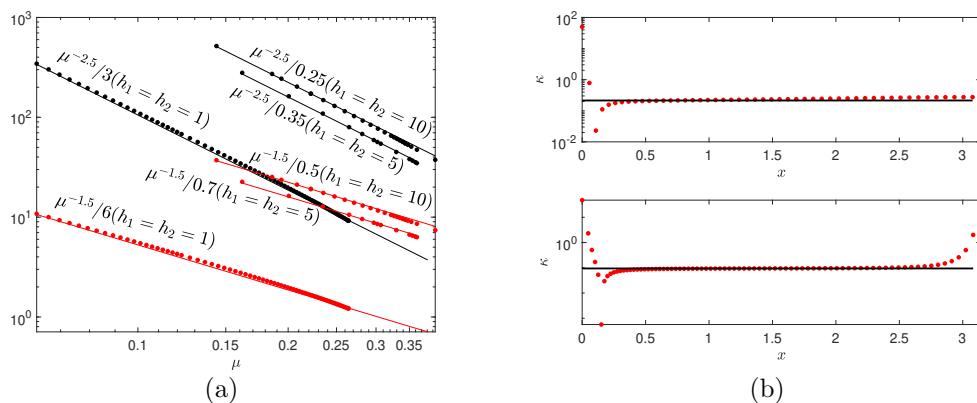 10^3
10^2
10^1
10^0
μ^{-2.5}/0.25(h_1 = h_2 = 10)
μ^{-2.5}/0.35(h_1 = h_2 = 5)
μ^{-2.5}/3(h_1 = h_2 = 1)
μ^{-1.5}/0.5(h_1 = h_2 = 10)
μ^{-1.5}/0.7(h_1 = h_2 = 5)
μ^{-1.5}/6(h_1 = h_2 = 1)
0.1 0.15 0.2 0.25 0.3 0.35
μ
(a)
10^2
10^0
10^{-2}
κ
0 0.5 1 1.5 2 2.5 3
x
10^0
κ
0 0.5 1 1.5 2 2.5 3
x
(b)